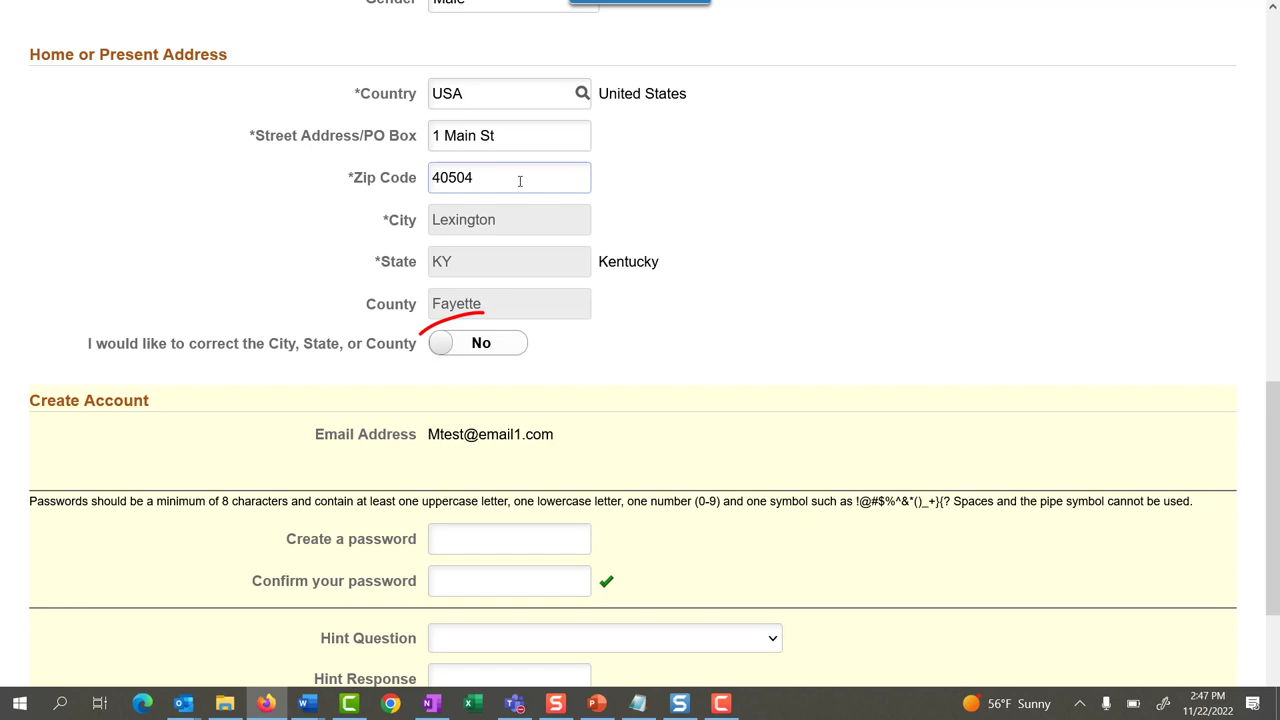 Gender Male
Home or Present Address
*Country USA United States
*Street Address/PO Box 1 Main St
*Zip Code 40504
*City Lexington
*State KY Kentucky
County Fayette
I would like to correct the City, State, or County No
Create Account
Email Address Mtest@email1.com
Passwords should be a minimum of 8 characters and contain at least one uppercase letter, one lowercase letter, one number (0-9) and one symbol such as !@#$%^&*()_+}{? Spaces and the pipe symbol cannot be used.
Create a password
Confirm your password
Hint Question
Hint Response
56°F Sunny
2:47 PM
11/22/2022